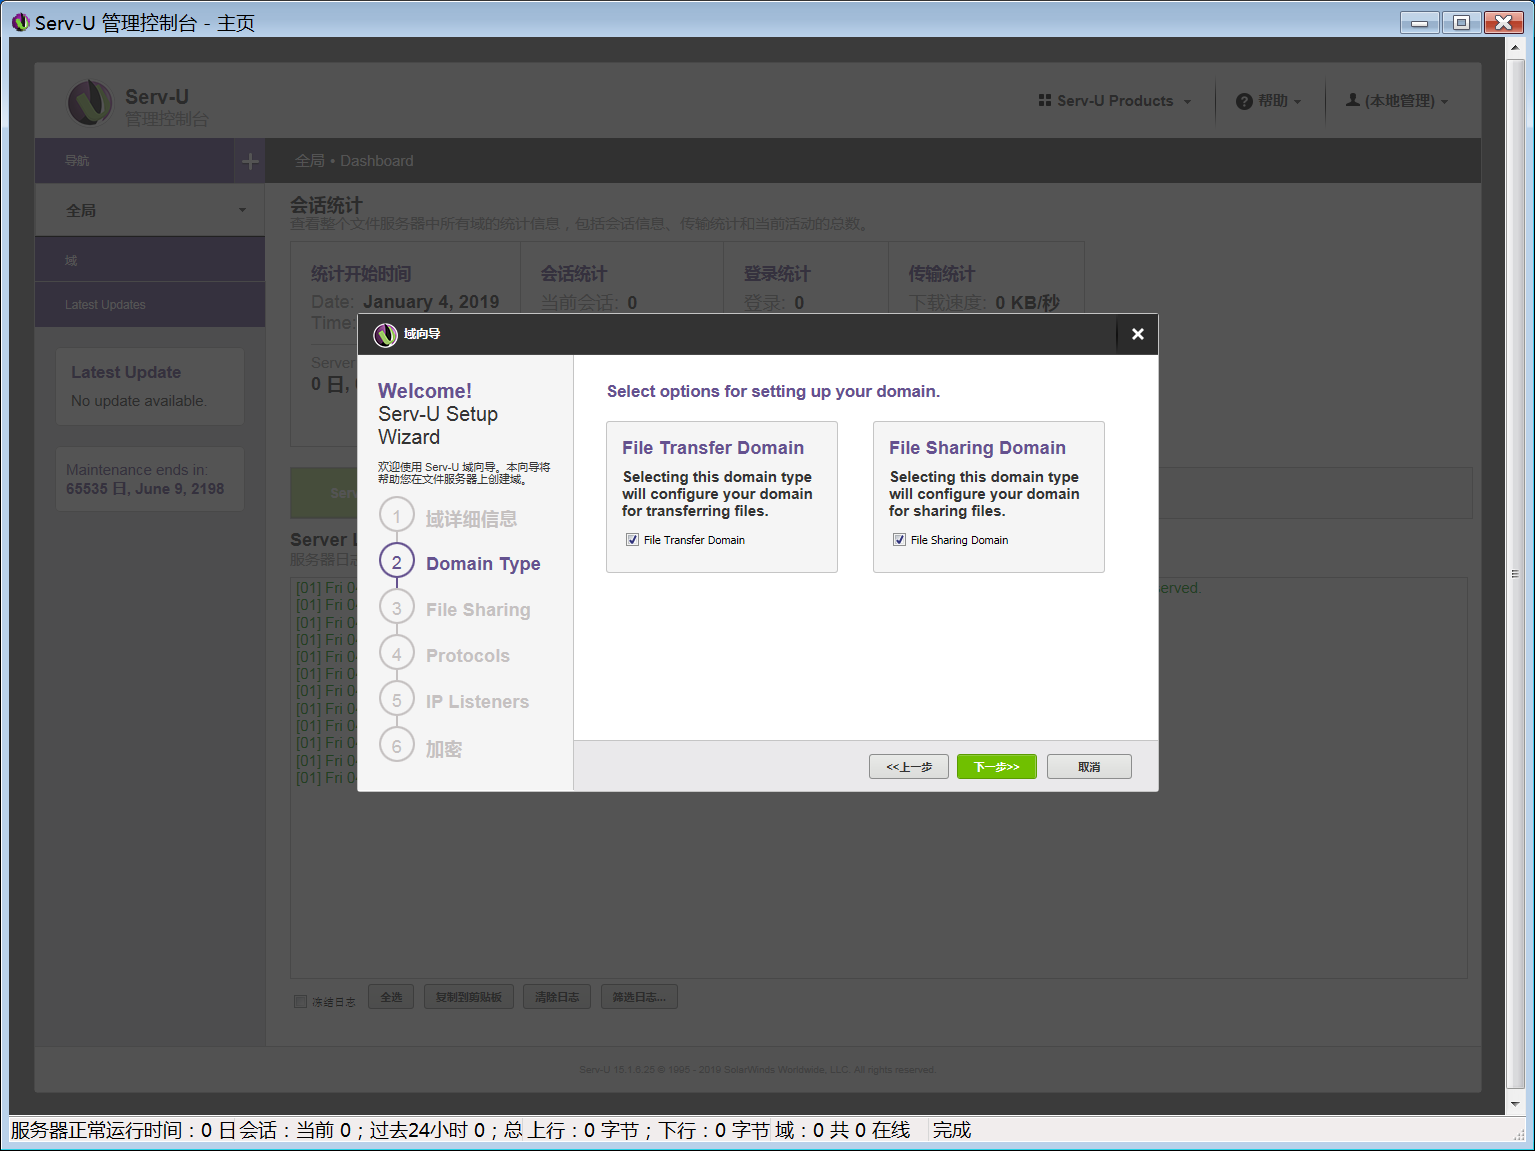 Serv-U 管理控制台 - 主页
Serv-U
管理控制台
Serv-U Products
帮助
(本地管理)
导航
全局 • Dashboard
全局
域
Latest Updates
Latest Update
No update available.
Maintenance ends in:
65535 日, June 9, 2198
会话统计
查看整个文件服务器中所有域的统计信息，包括会话信息、传输统计和当前活动的总数。
统计开始时间
Date: January 4, 2019
Time:
Server
0 日,
会话统计
当前会话: 0
登录统计
登录: 0
传输统计
下载速度: 0 KB/秒
域向导
Welcome!
Serv-U Setup
Wizard
欢迎使用 Serv-U 域向导。本向导将
帮助您在文件服务器上创建域。
1 域详细信息
2 Domain Type
3 File Sharing
4 Protocols
5 IP Listeners
6 加密
Select options for setting up your domain.
File Transfer Domain
Selecting this domain type
will configure your domain
for transferring files.
File Transfer Domain
File Sharing Domain
Selecting this domain type
will configure your domain
for sharing files.
File Sharing Domain
<<上一步
下一步>>
取消
Server L
服务器日志
[01] Fri 0
served.
[01] Fri 0
[01] Fri 0
[01] Fri 0
[01] Fri 0
[01] Fri 0
[01] Fri 0
[01] Fri 0
[01] Fri 0
[01] Fri 0
[01] Fri 0
[01] Fri 0
冻结日志
全选
复制到剪贴板
清除日志
筛选日志...
Serv-U 15.1.6.25 © 1995 - 2019 SolarWinds Worldwide, LLC. All rights reserved.
服务器正常运行时间：0 日 会话：当前 0；过去24小时 0；总 上行：0 字节；下行：0 字节 域：0 共 0 在线 完成